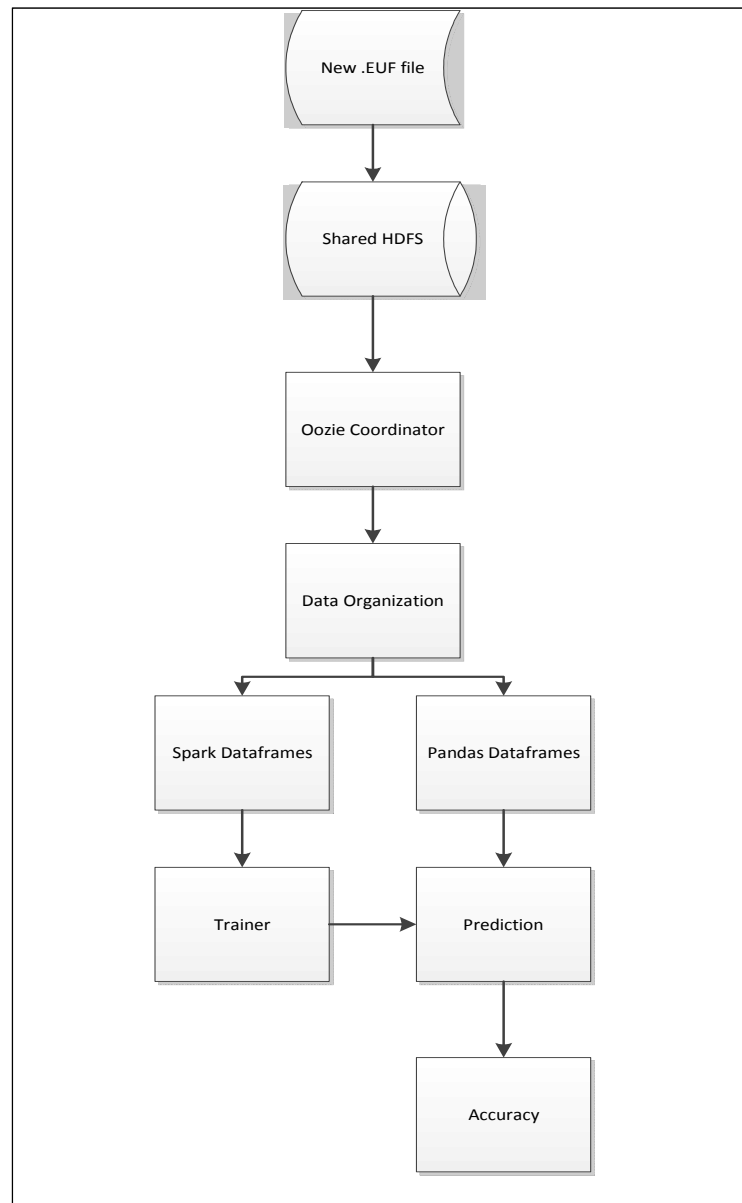 New .EUF file
Shared HDFS
Oozie Coordinator
Data Organization
Spark Dataframes
Pandas Dataframes
Trainer
Prediction
Accuracy